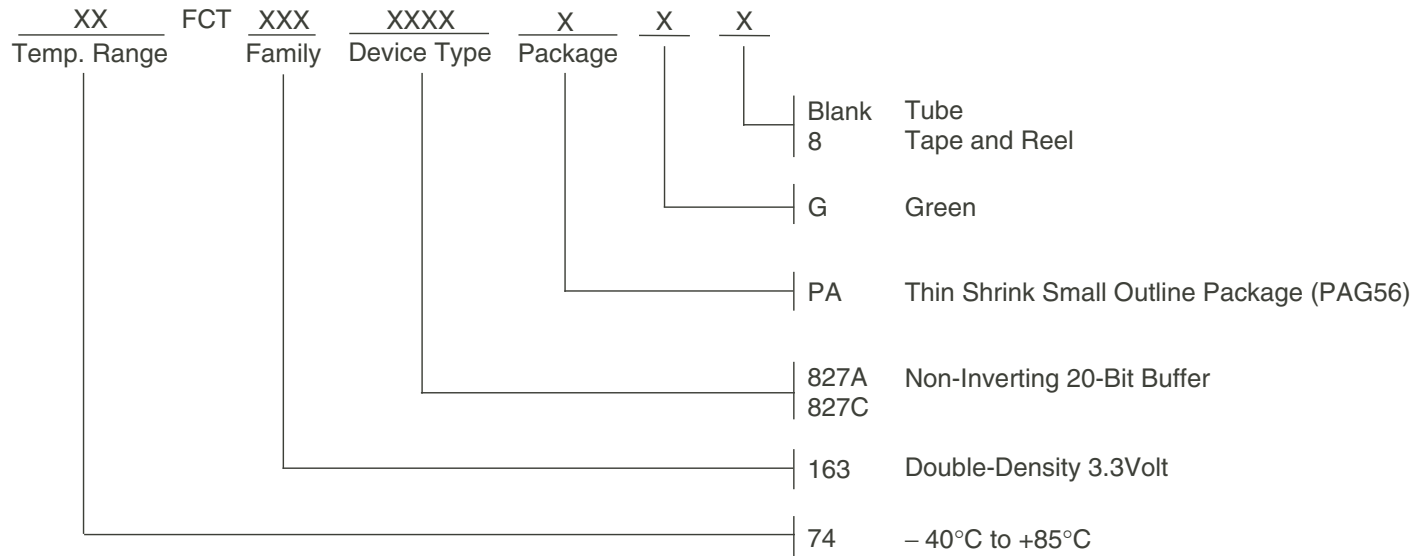 XX FCT XXX XXXX X X X
Temp. Range Family Device Type Package
Blank Tube
8 Tape and Reel
G Green
PA Thin Shrink Small Outline Package (PAG56)
827A Non-Inverting 20-Bit Buffer
827C
163 Double-Density 3.3Volt
74 – 40°C to +85°C